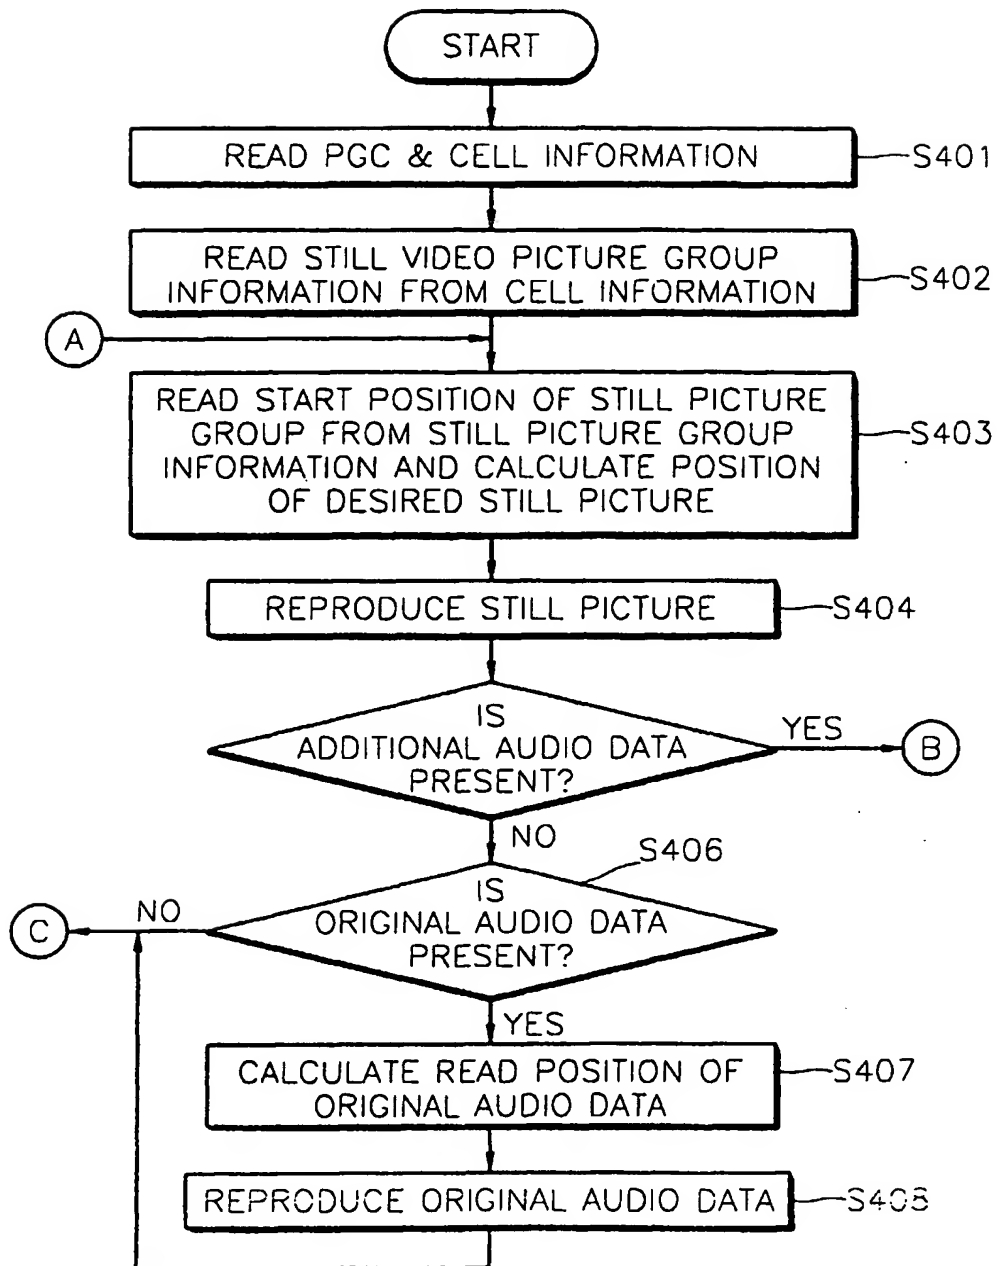 START
READ PGC & CELL INFORMATION
S401
READ STILL VIDEO PICTURE GROUP
INFORMATION FROM CELL INFORMATION
S402
A
READ START POSITION OF STILL PICTURE
GROUP FROM STILL PICTURE GROUP
INFORMATION AND CALCULATE POSITION
OF DESIRED STILL PICTURE
S403
REPRODUCE STILL PICTURE
S404
IS
ADDITIONAL AUDIO DATA
PRESENT?
YES
B
NO
S406
IS
ORIGINAL AUDIO DATA
PRESENT?
NO
C
YES
CALCULATE READ POSITION OF
ORIGINAL AUDIO DATA
S407
REPRODUCE ORIGINAL AUDIO DATA
S408